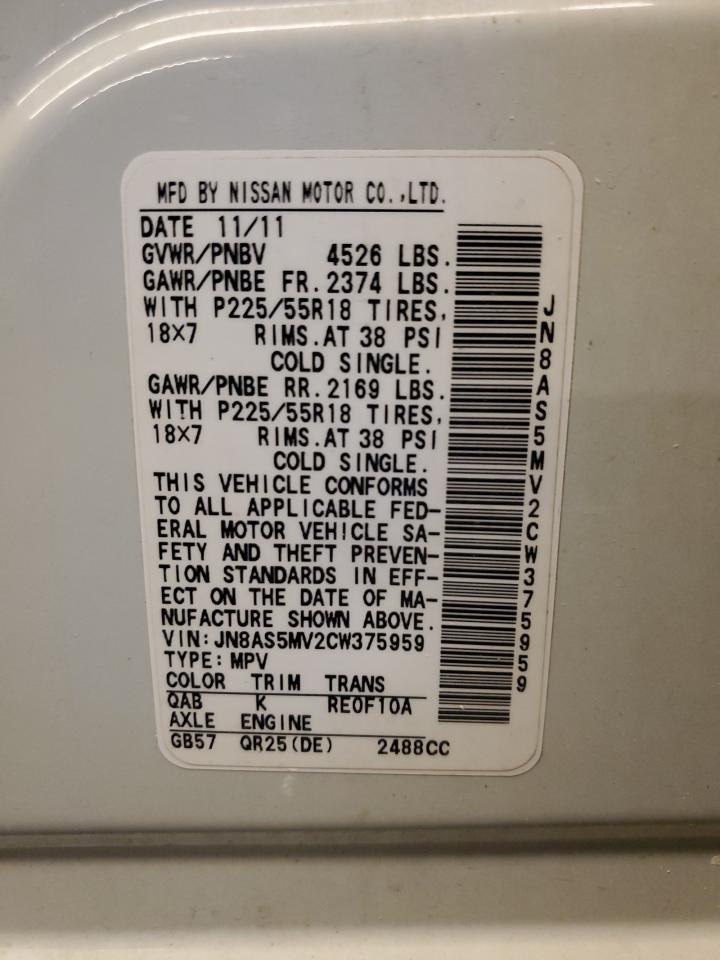 MFD BY NISSAN MOTOR CO.,LTD.
DATE 11/11
GVWR/PNBV 4526 LBS.
GAWR/PNBE FR. 2374 LBS.
WITH P225/55R18 TIRES,
18X7 RIMS. AT 38 PSI
COLD SINGLE.
GAWR/PNBE RR. 2169 LBS.
WITH P225/55R18 TIRES,
18X7 RIMS. AT 38 PSI
COLD SINGLE.
THIS VEHICLE CONFORMS
TO ALL APPLICABLE FED-
ERAL MOTOR VEHICLE SA-
FETY AND THEFT PREVEN-
TION STANDARDS IN EFF-
ECT ON THE DATE OF MA-
NUFACTURE SHOWN ABOVE.
VIN: JN8AS5MV2CW375959
TYPE: MPV
COLOR TRIM TRANS
QAB K RE0F10A
AXLE ENGINE
GB57 QR25(DE) 2488CC
JN8AS5MV2CW375959